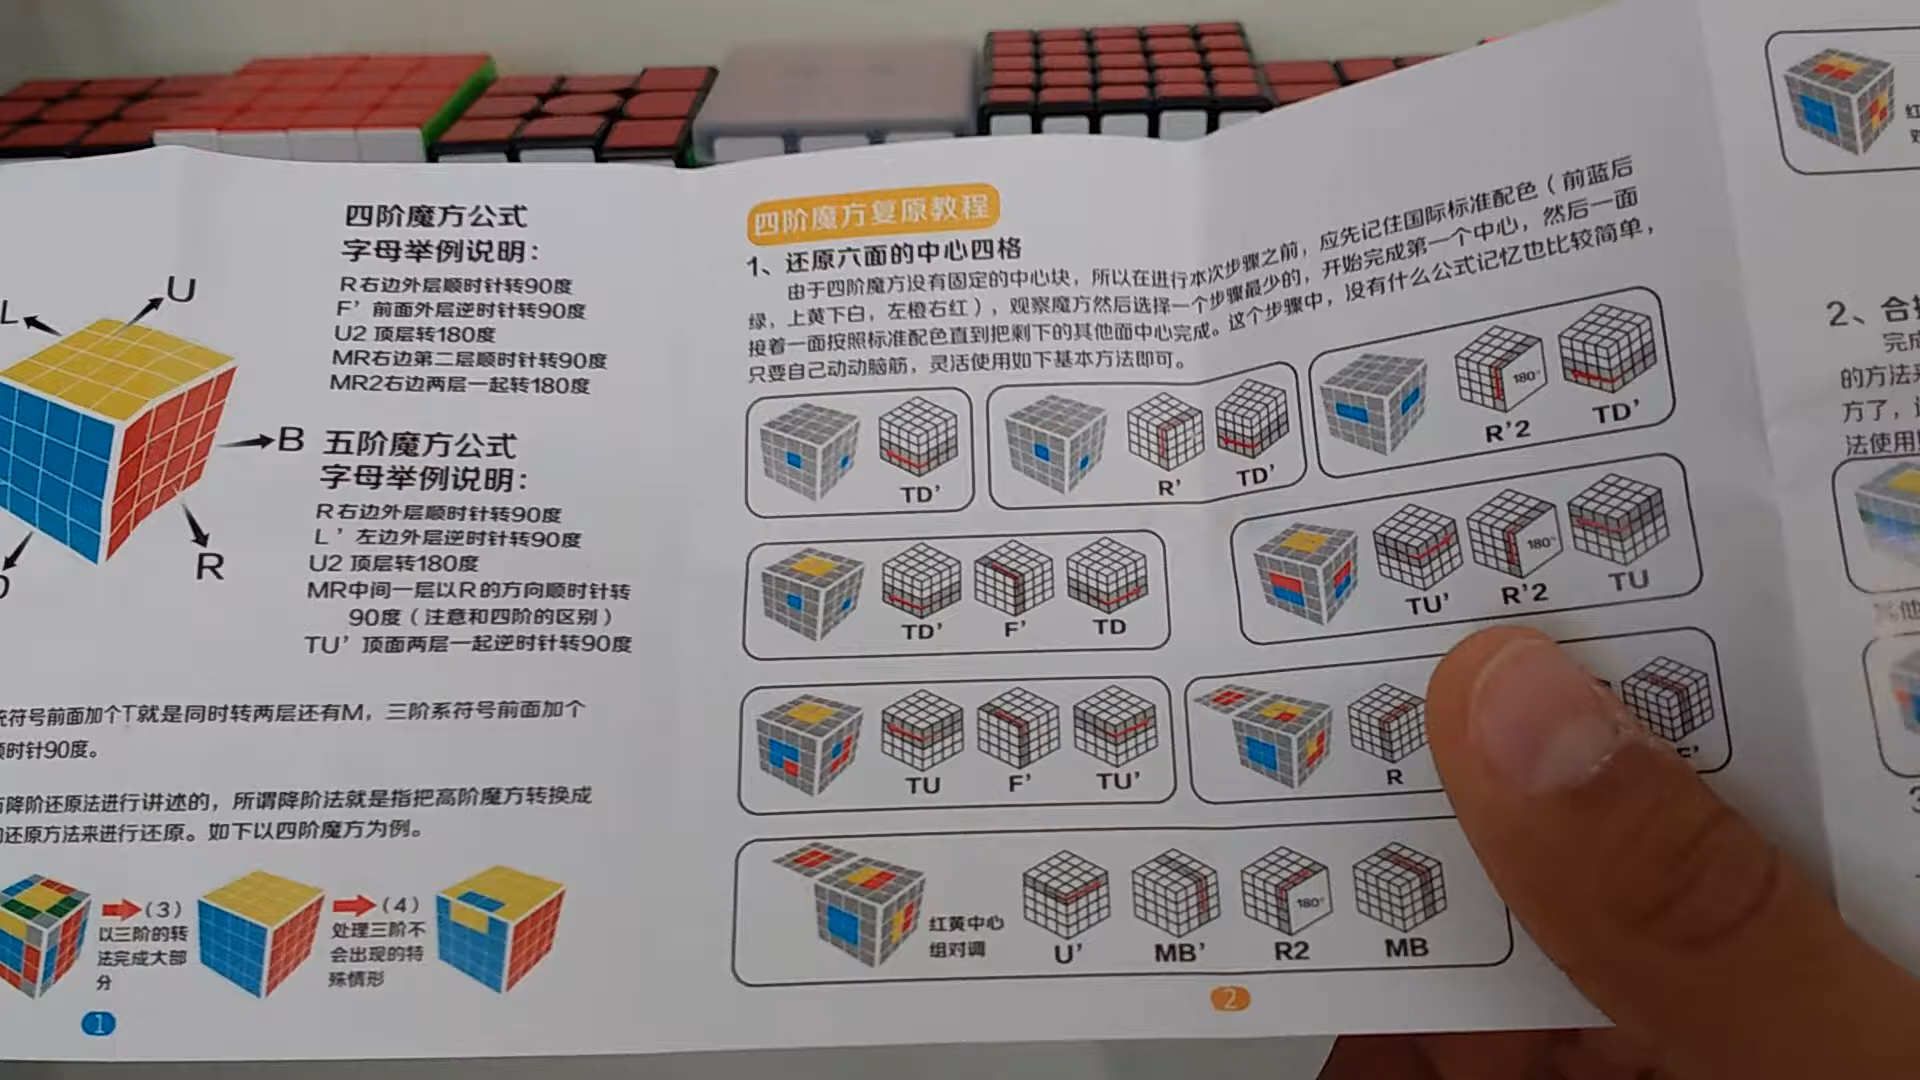 四阶魔方公式
字母举例说明：
R右边外层顺时针转90度
F’ 前面外层逆时针转90度
U2 顶层转180度
MR右边第二层顺时针转90度
MR2右边两层一起转180度
L
U
B
R
五阶魔方公式
字母举例说明：
R右边外层顺时针转90度
L ’左边外层逆时针转90度
U2 顶层转180度
MR中间一层以R的方向顺时针转
90度（注意和四阶的区别）
TU’顶面两层一起逆时针转90度
符号前面加个T就是同时转两层还有M，三阶系符号前面加个
时针90度。
降阶还原法进行讲述的，所谓降阶法就是指把高阶魔方转换成
还原方法来进行还原。如下以四阶魔方为例。
(3)
以三阶的转
法完成大部
分
(4)
处理三阶不
会出现的特
殊情形
1
四阶魔方复原教程
1、还原六面的中心四格
由于四阶魔方没有固定的中心块，所以在进行本次步骤之前，应先记住国际标准配色（前蓝后
绿，上黄下白，左橙右红），观察魔方然后选择一个步骤最少的，开始完成第一个中心，然后一面
接着一面按照标准配色直到把剩下的其他面中心完成。这个步骤中，没有什么公式记忆也比较简单，
只要自己动动脑筋，灵活使用如下基本方法即可。
TD’
R’ TD’
180°
R’2 TD’
TD’ F’ TD
180°
TU’ R’2 TU
TU F’ TU’
R
红黄中心
组对调
180°
U’ MB’ R2 MB
2
红
2、合
完成
的方法
方了，
法使用
其他